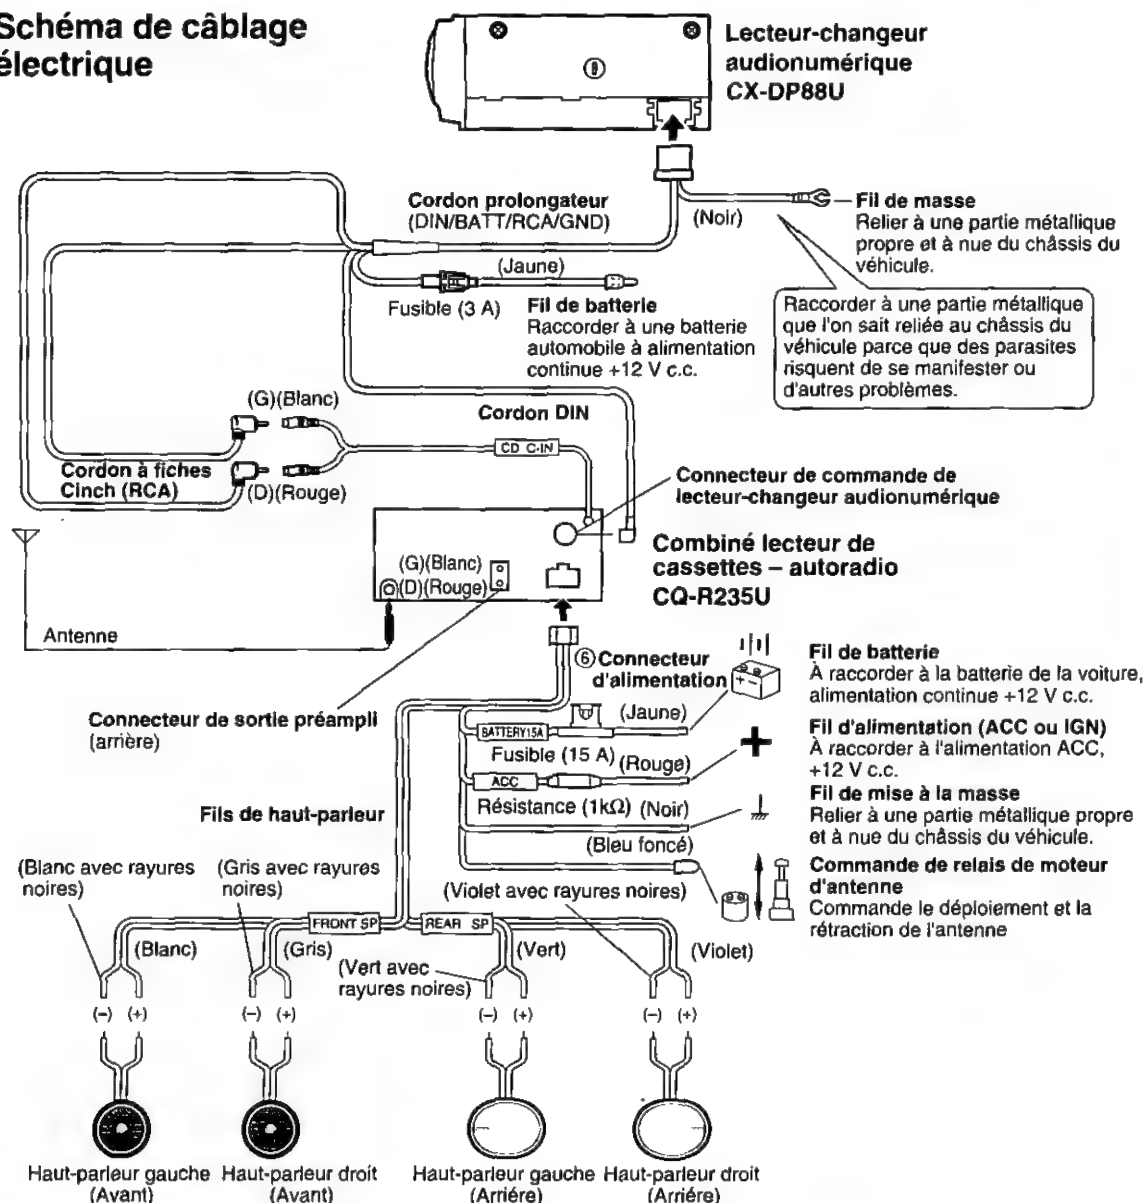 Schéma de câblage
électrique
Lecteur-changeur
audionumérique
CX-DP88U
Cordon prolongateur
(DIN/BATT/RCA/GND)
(Noir)
Fil de masse
Relier à une partie métallique
propre et à nue du châssis du
véhicule.
(Jaune)
Fusible (3 A)
Fil de batterie
Raccorder à une batterie
automobile à alimentation
continue +12 V c.c.
Raccorder à une partie métallique
que l'on sait reliée au châssis du
véhicule parce que des parasites
risquent de se manifester ou
d'autres problèmes.
(G)(Blanc)
Cordon DIN
CD C-IN
Cordon à fiches
Cinch (RCA)
(D)(Rouge)
Connecteur de commande de
lecteur-changeur audionumérique
Combiné lecteur de
cassettes – autoradio
CQ-R235U
(G)(Blanc)
(D)(Rouge)
Antenne
⑥Connecteur
d'alimentation
+ -
Fil de batterie
À raccorder à la batterie de la voiture,
alimentation continue +12 V c.c.
Connecteur de sortie préampli
(arrière)
BATTERY15A
(Jaune)
Fusible (15 A)
(Rouge)
Fil d'alimentation (ACC ou IGN)
À raccorder à l'alimentation ACC,
+12 V c.c.
ACC
Résistance (1kΩ)
(Noir)
Fil de mise à la masse
Relier à une partie métallique propre
et à nue du châssis du véhicule.
Fils de haut-parleur
(Bleu foncé)
Commande de relais de moteur
d'antenne
Commande le déploiement et la
rétraction de l'antenne
(Blanc avec rayures
noires)
(Gris avec rayures
noires)
(Violet avec rayures noires)
FRONT SP
REAR SP
(Blanc)
(Gris)
(Vert avec
rayures noires)
(Vert)
(Violet)
(–) (+)
(–) (+)
(–) (+)
(–) (+)
Haut-parleur gauche
(Avant)
Haut-parleur droit
(Avant)
Haut-parleur gauche
(Arriére)
Haut-parleur droit
(Arriére)